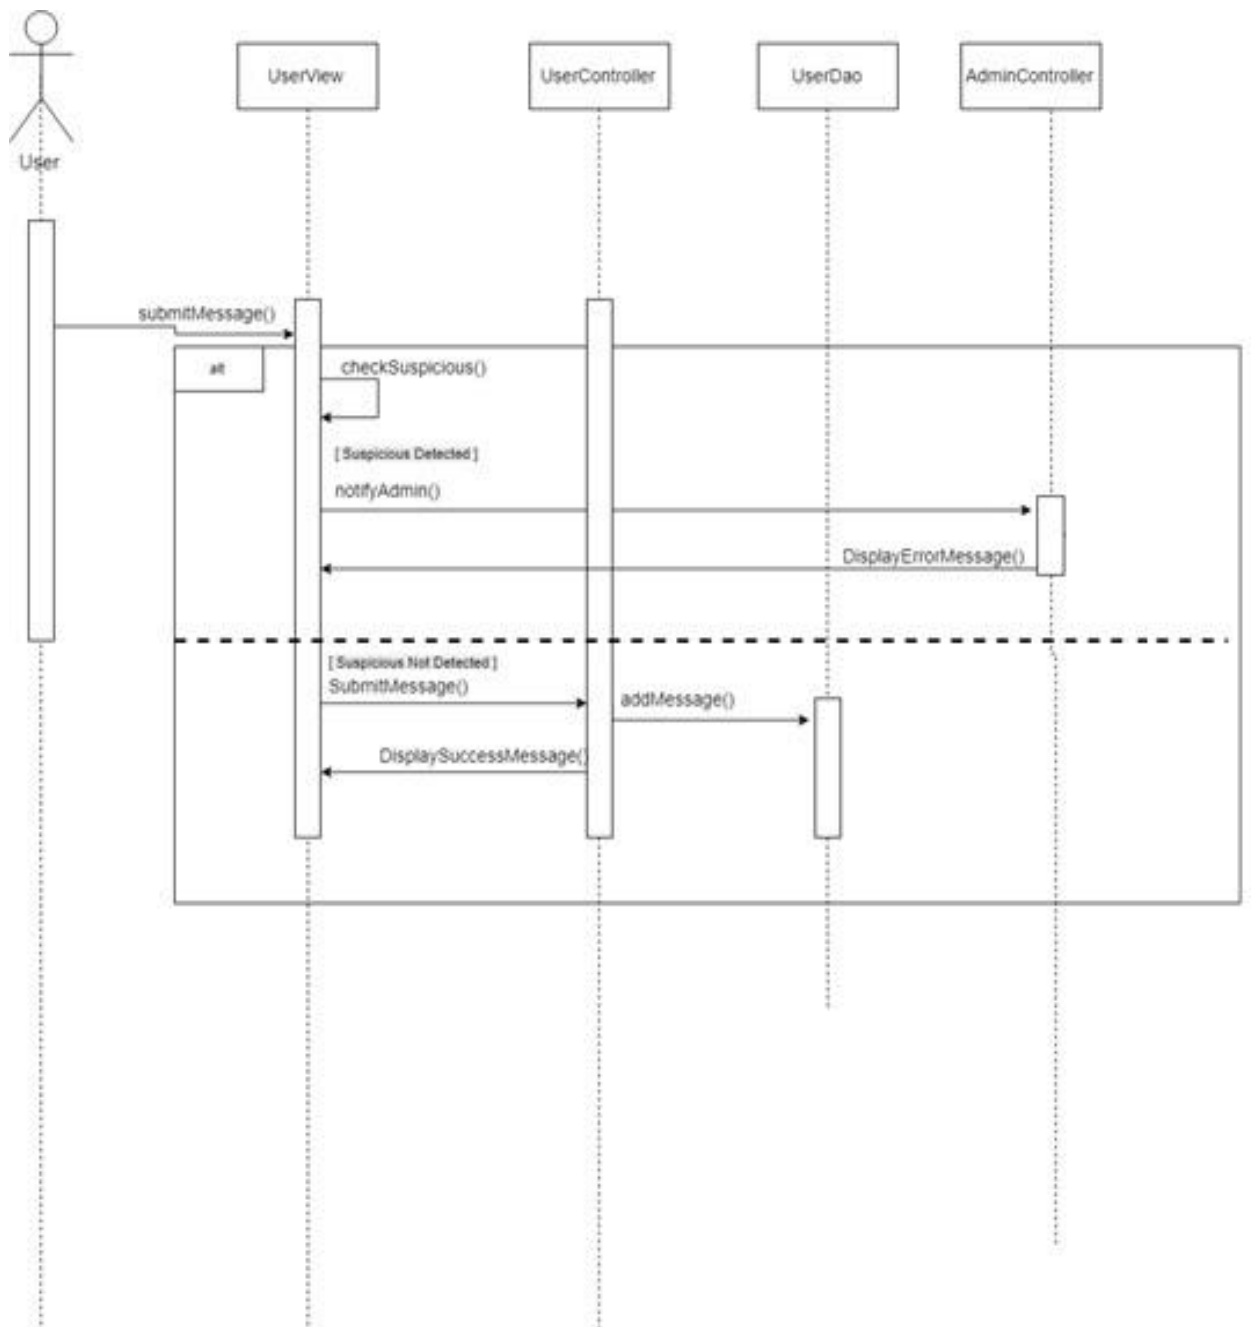 UserView
UserController
UserDao
AdminController
User
submitMessage()
alt
checkSuspicious()
[ Suspicious Detected ]
notifyAdmin()
DisplayErrorMessage()
[ Suspicious Not Detected ]
SubmitMessage()
addMessage()
DisplaySuccessMessage()